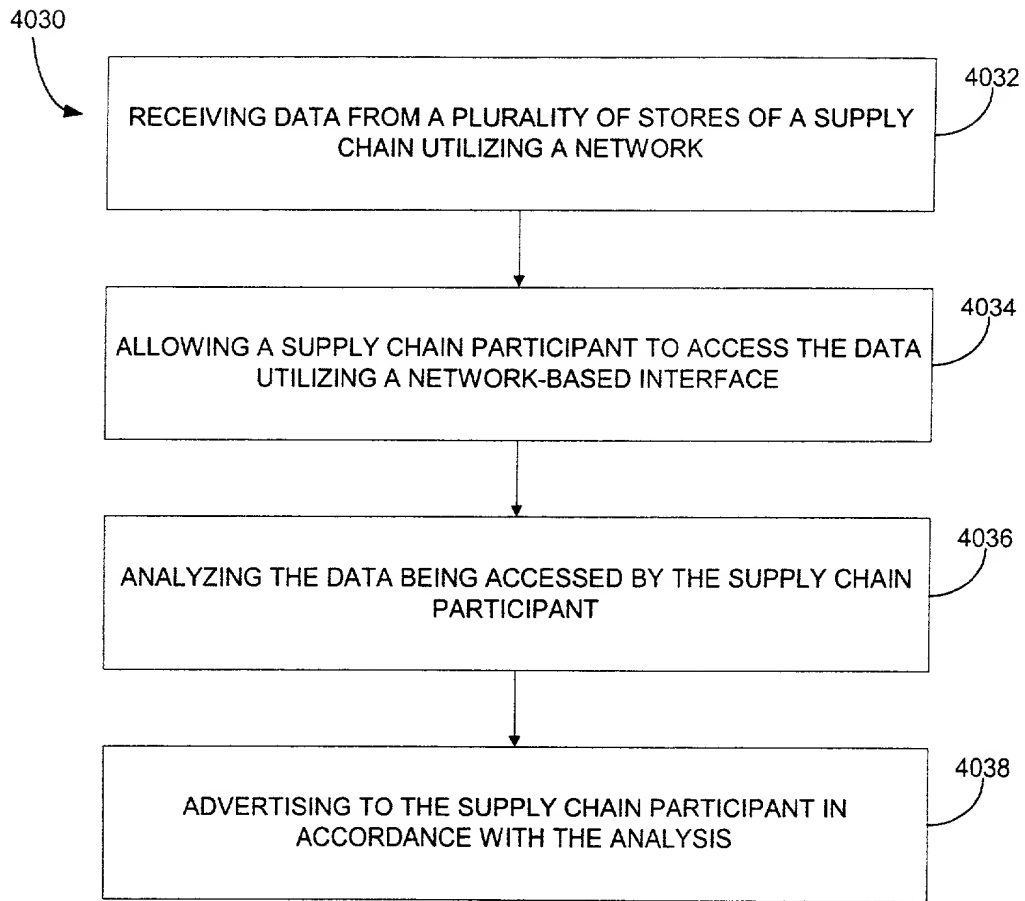 4030
4032
RECEIVING DATA FROM A PLURALITY OF STORES OF A SUPPLY
CHAIN UTILIZING A NETWORK
4034
ALLOWING A SUPPLY CHAIN PARTICIPANT TO ACCESS THE DATA
UTILIZING A NETWORK-BASED INTERFACE
4036
ANALYZING THE DATA BEING ACCESSED BY THE SUPPLY CHAIN
PARTICIPANT
4038
ADVERTISING TO THE SUPPLY CHAIN PARTICIPANT IN
ACCORDANCE WITH THE ANALYSIS